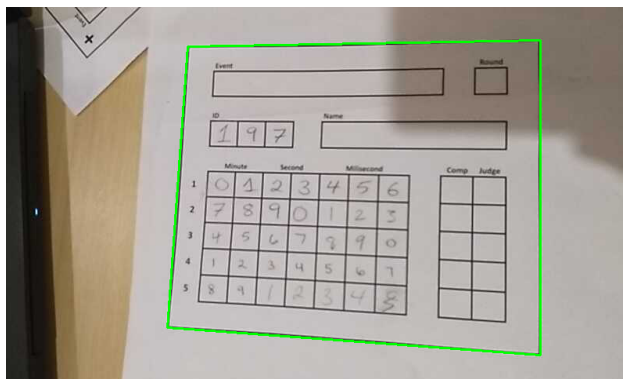 Event Round
ID Name
1 9 7
Minute Second Milisecond Comp Judge
1 0 1 2 3 4 5 6
2 7 8 9 0 1 2 3
3 4 5 6 7 8 9 0
4 1 2 3 4 5 6 7
5 8 9 1 2 3 4 5